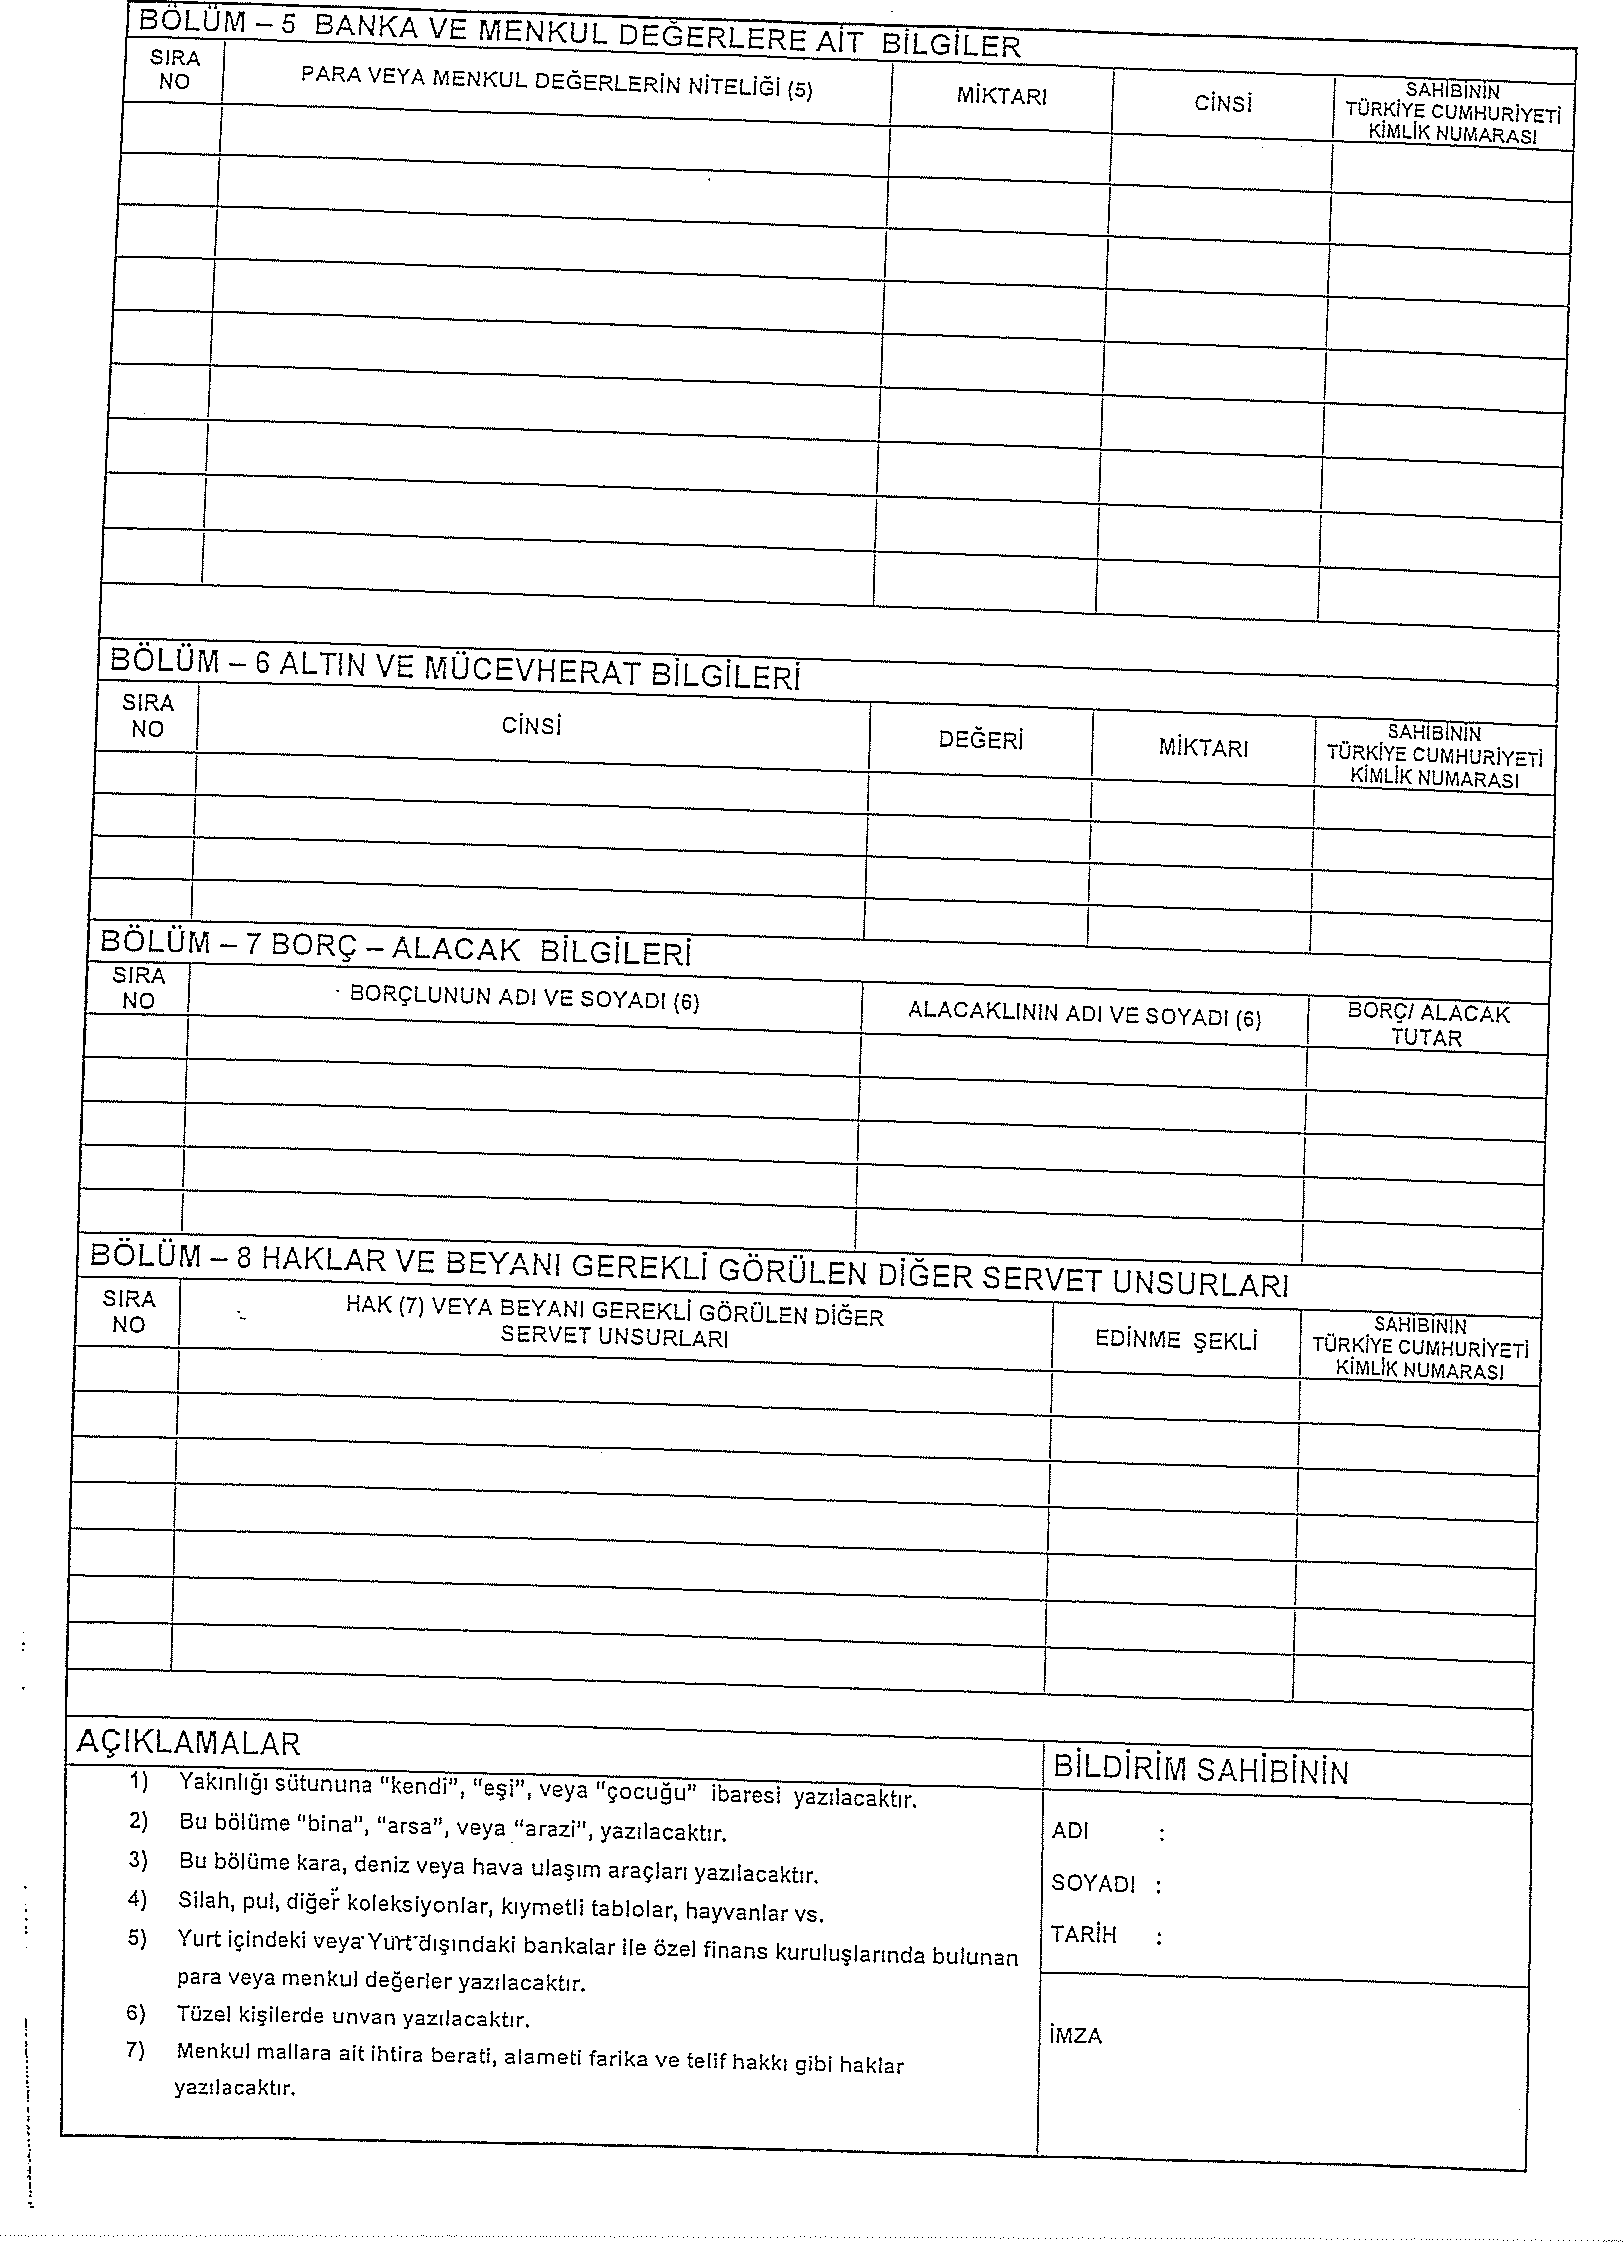 BÖLÜM – 5 BANKA VE MENKUL DEĞERLERE AİT BİLGİLER
SIRA
NO
PARA VEYA MENKUL DEĞERLERİN NİTELİĞİ (5)
MİKTARI
CİNSİ
SAHİBİNİN
TÜRKİYE CUMHURİYETİ
KİMLİK NUMARASI
BÖLÜM – 6 ALTIN VE MÜCEVHERAT BİLGİLERİ
SIRA
NO
CİNSİ
DEĞERİ
MİKTARI
SAHİBİNİN
TÜRKİYE CUMHURİYETİ
KİMLİK NUMARASI
BÖLÜM – 7 BORÇ – ALACAK BİLGİLERİ
SIRA
NO
BORÇLUNUN ADI VE SOYADI (6)
ALACAKLININ ADI VE SOYADI (6)
BORÇ/ ALACAK
TUTAR
BÖLÜM – 8 HAKLAR VE BEYANI GEREKLİ GÖRÜLEN DİĞER SERVET UNSURLARI
SIRA
NO
HAK (7) VEYA BEYANI GEREKLİ GÖRÜLEN DİĞER
SERVET UNSURLARI
EDİNME ŞEKLİ
SAHİBİNİN
TÜRKİYE CUMHURİYETİ
KİMLİK NUMARASI
AÇIKLAMALAR
1) Yakınlığı sütununa "kendi", "eşi", veya "çocuğu" ibaresi yazılacaktır.
2) Bu bölüme "bina", "arsa", veya "arazi", yazılacaktır.
3) Bu bölüme kara, deniz veya hava ulaşım araçları yazılacaktır.
4) Silah, pul, diğer koleksiyonlar, kıymetli tablolar, hayvanlar vs.
5) Yurt içindeki veya Yurt dışındaki bankalar ile özel finans kuruluşlarında bulunan
para veya menkul değerler yazılacaktır.
6) Tüzel kişilerde unvan yazılacaktır.
7) Menkul mallara ait ihtira berati, alameti farika ve telif hakkı gibi haklar
yazılacaktır.
BİLDİRİM SAHİBİNİN
ADI :
SOYADI :
TARİH :
İMZA